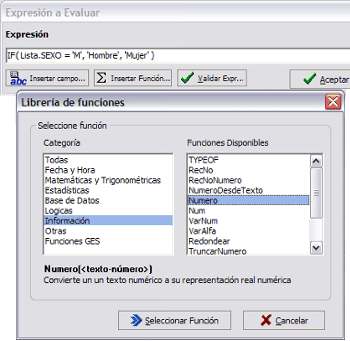 Expresión a Evaluar
Expresión
IF( Lista.SEXO = 'M', 'Hombre', 'Mujer' )
abc Insertar campo...
Σ Insertar Función...
Validar Expr...
Aceptar
Librería de funciones
Seleccione función
Categoría
Todas
Fecha y Hora
Matemáticas y Trigonométricas
Estadísticas
Base de Datos
Logicas
Información
Otras
Funciones GES
Funciones Disponibles
TYPEOF
RecNo
RecNoNumero
NumeroDesdeTexto
Numero
Num
VarNum
VarAlfa
Redondear
TruncarNumero
Numero(<texto-número>)
Convierte un un texto numérico a su representación real numérica
Seleccionar Función
Cancelar